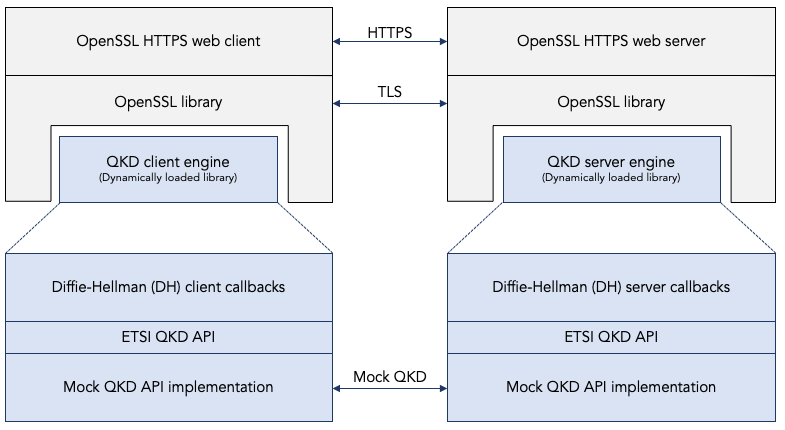 OpenSSL HTTPS web client
HTTPS
OpenSSL HTTPS web server
OpenSSL library
TLS
OpenSSL library
QKD client engine
(Dynamically loaded library)
QKD server engine
(Dynamically loaded library)
Diffie-Hellman (DH) client callbacks
Diffie-Hellman (DH) server callbacks
ETSI QKD API
ETSI QKD API
Mock QKD API implementation
Mock QKD
Mock QKD API implementation